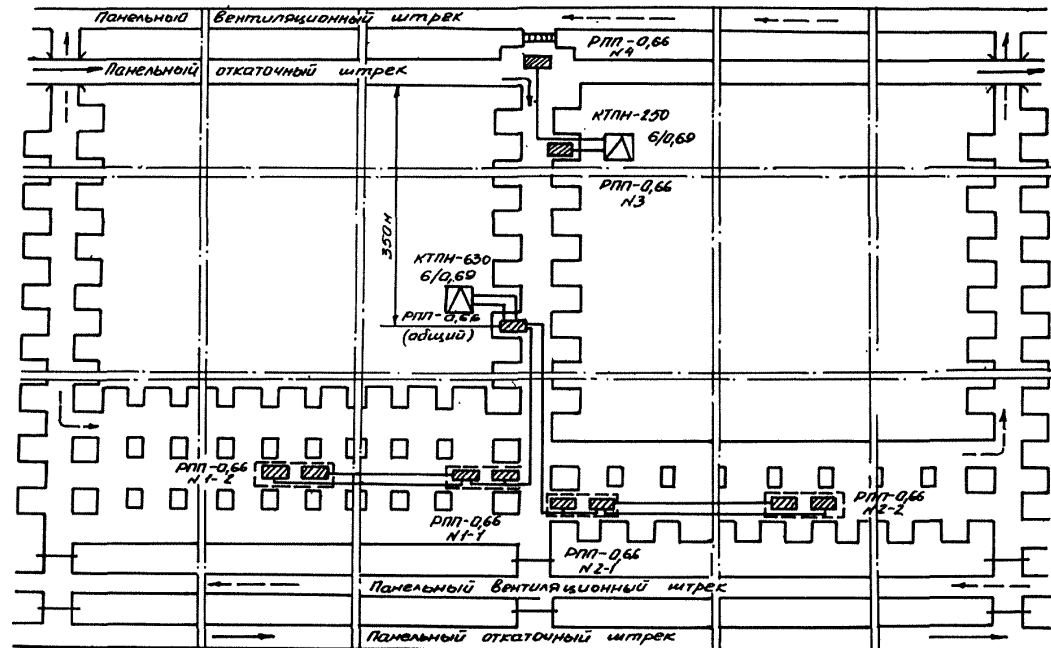 Панельный вентиляционный штрек
РПП-0,66
N4
Панельный откаточный штрек
КТПН-250
6/0,69
РПП-0,66
N3
350м
КТПН-630
6/0,69
РПП-0,66
(общий)
РПП-0,66
N1-2
РПП-0,66
N1-1
РПП-0,66
N2-2
РПП-0,66
N2-1
Панельный вентиляционный штрек
Панельный откаточный штрек